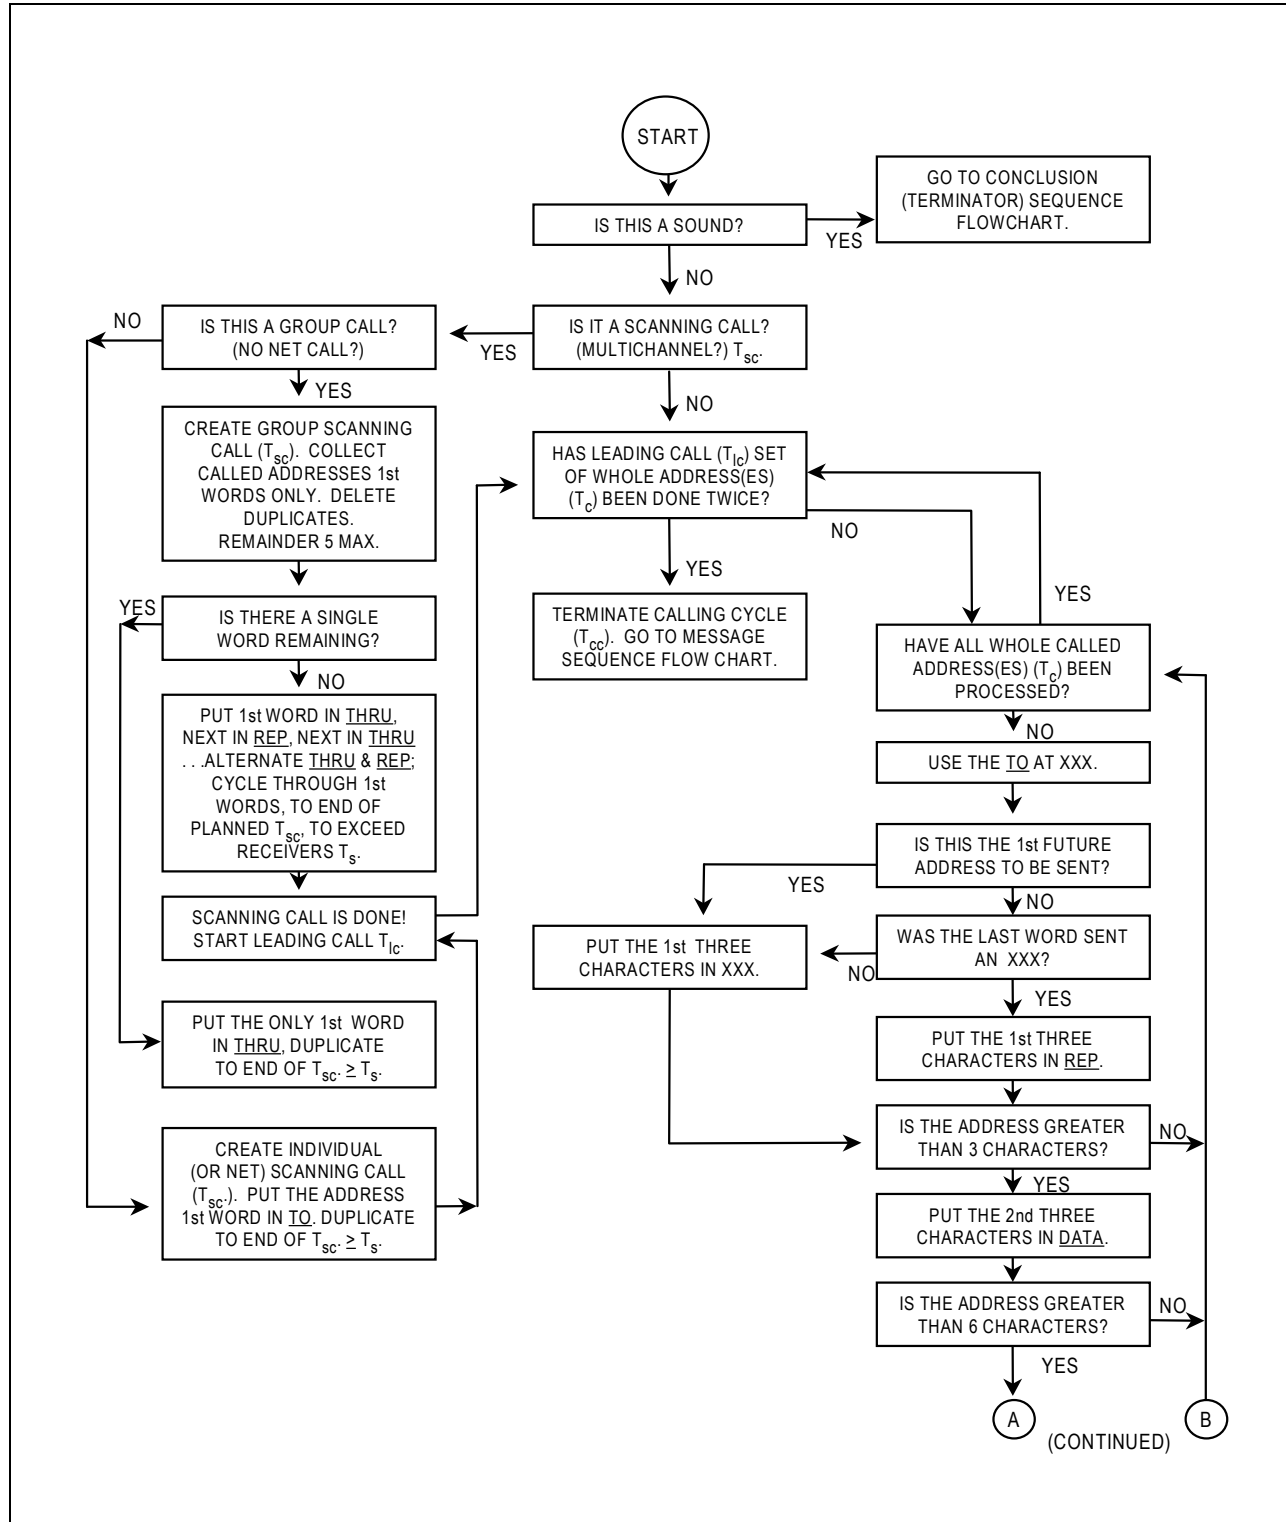 START
IS THIS A SOUND?
YES
GO TO CONCLUSION
(TERMINATOR) SEQUENCE
FLOWCHART.
NO
IS IT A SCANNING CALL?
(MULTICHANNEL?) Tsc.
YES
IS THIS A GROUP CALL?
(NO NET CALL?)
NO
YES
CREATE GROUP SCANNING
CALL (Tsc). COLLECT
CALLED ADDRESSES 1st
WORDS ONLY. DELETE
DUPLICATES.
REMAINDER 5 MAX.
YES
IS THERE A SINGLE
WORD REMAINING?
NO
PUT 1st WORD IN THRU,
NEXT IN REP, NEXT IN THRU
. . .ALTERNATE THRU & REP;
CYCLE THROUGH 1st
WORDS, TO END OF
PLANNED Tsc, TO EXCEED
RECEIVERS Ts.
SCANNING CALL IS DONE!
START LEADING CALL Tlc.
PUT THE ONLY 1st WORD
IN THRU, DUPLICATE
TO END OF Tsc. ≥ Ts.
CREATE INDIVIDUAL
(OR NET) SCANNING CALL
(Tsc.). PUT THE ADDRESS
1st WORD IN TO. DUPLICATE
TO END OF Tsc. ≥ Ts.
NO
HAS LEADING CALL (Tlc) SET
OF WHOLE ADDRESS(ES)
(Tc) BEEN DONE TWICE?
NO
YES
TERMINATE CALLING CYCLE
(Tcc). GO TO MESSAGE
SEQUENCE FLOW CHART.
YES
HAVE ALL WHOLE CALLED
ADDRESS(ES) (Tc) BEEN
PROCESSED?
NO
USE THE TO AT XXX.
IS THIS THE 1st FUTURE
ADDRESS TO BE SENT?
YES
NO
WAS THE LAST WORD SENT
AN XXX?
NO
PUT THE 1st THREE
CHARACTERS IN XXX.
YES
PUT THE 1st THREE
CHARACTERS IN REP.
IS THE ADDRESS GREATER
THAN 3 CHARACTERS?
NO
YES
PUT THE 2nd THREE
CHARACTERS IN DATA.
IS THE ADDRESS GREATER
THAN 6 CHARACTERS?
NO
YES
A
(CONTINUED)
B